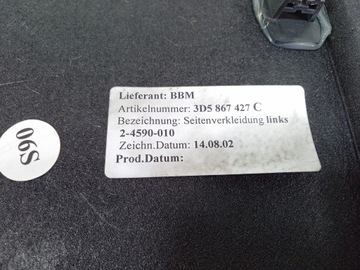 Lieferant: BBM
Artikelnummer: 3D5 867 427 C
Bezeichnung: Seitenverkleidung links
2-4590-010
Zeichn.Datum: 14.08.02
Prod.Datum:
90S